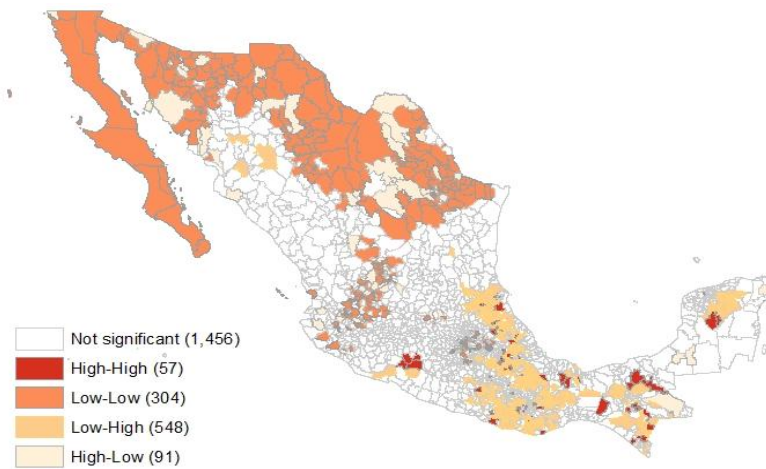 Not significant (1,456)
High-High (57)
Low-Low (304)
Low-High (548)
High-Low (91)